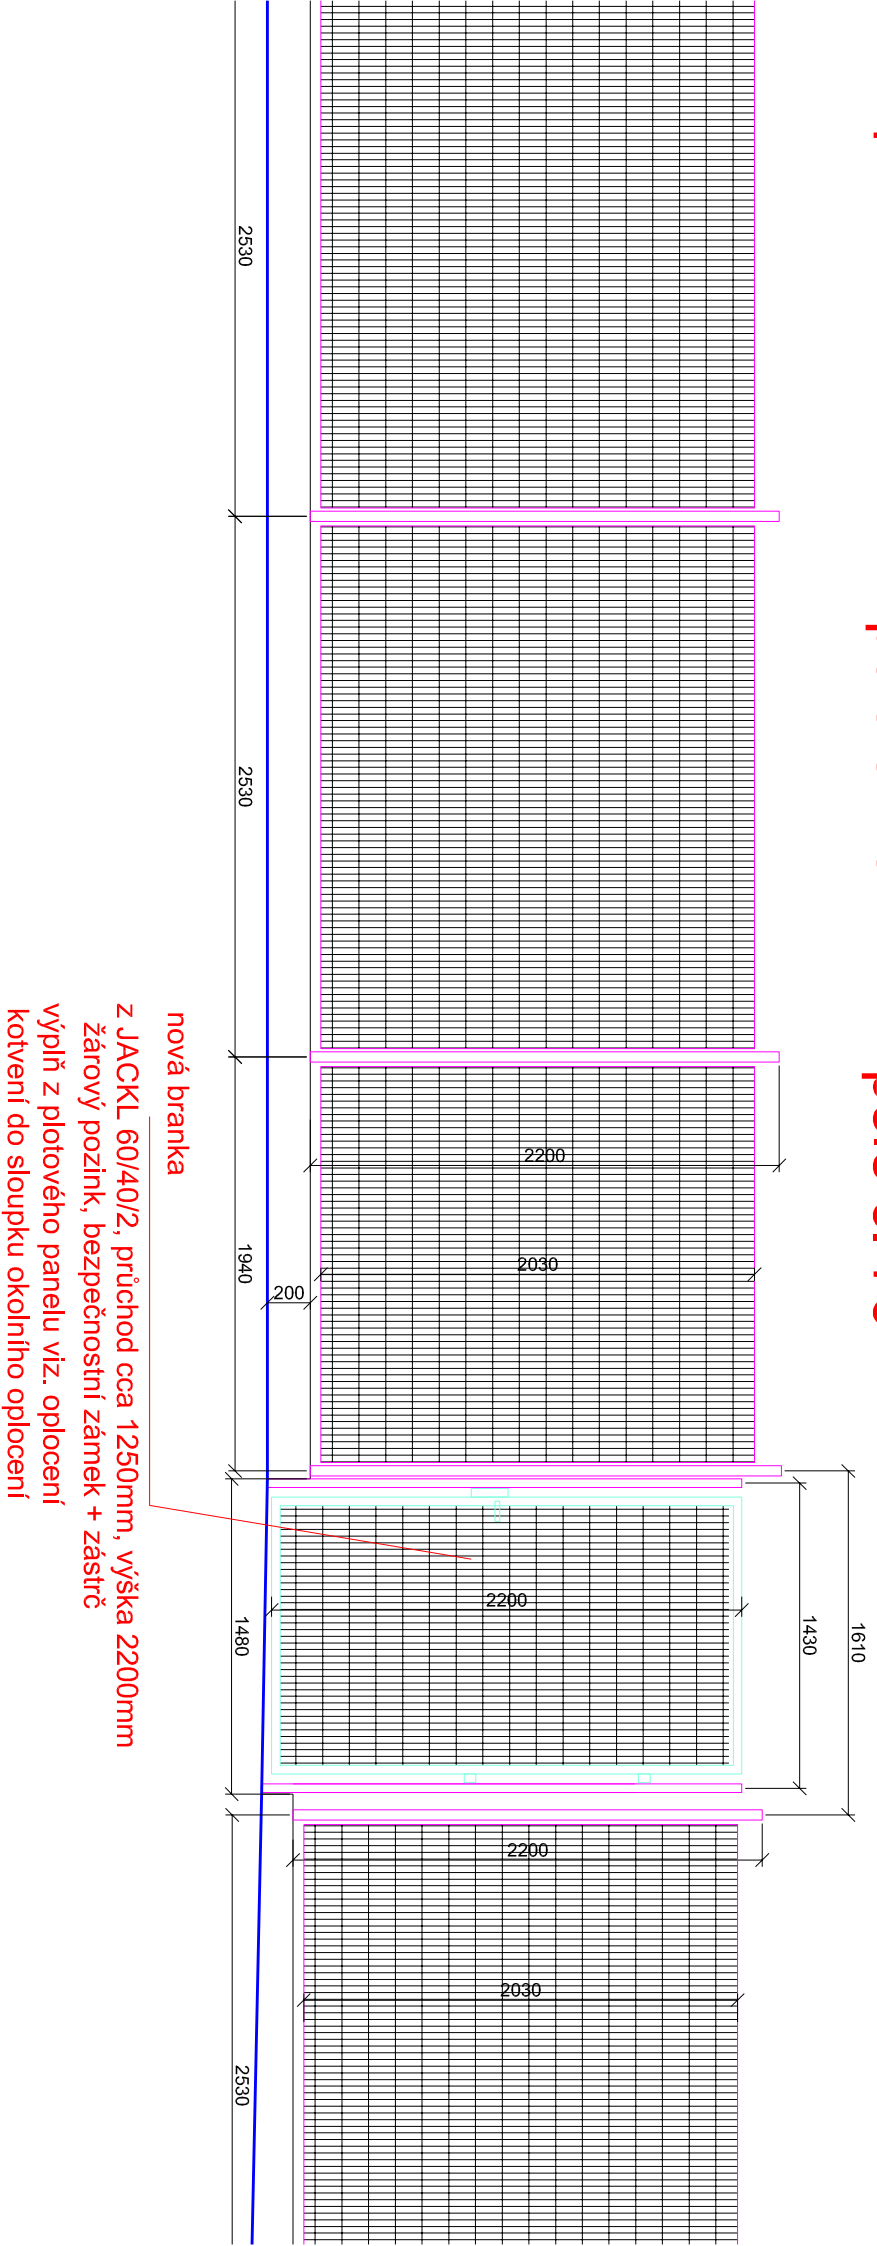 2530
2530
1940
1480
2530
200
2200
2030
2200
1430
1610
2200
2030
nová branka
z JACKL 60/40/2, průchod cca 1250mm, výška 2200mm
žárový pozink, bezpečnostní zámek + zástrč
výplň z plotového panelu viz. oplocení
kotvení do sloupku okolního oplocení